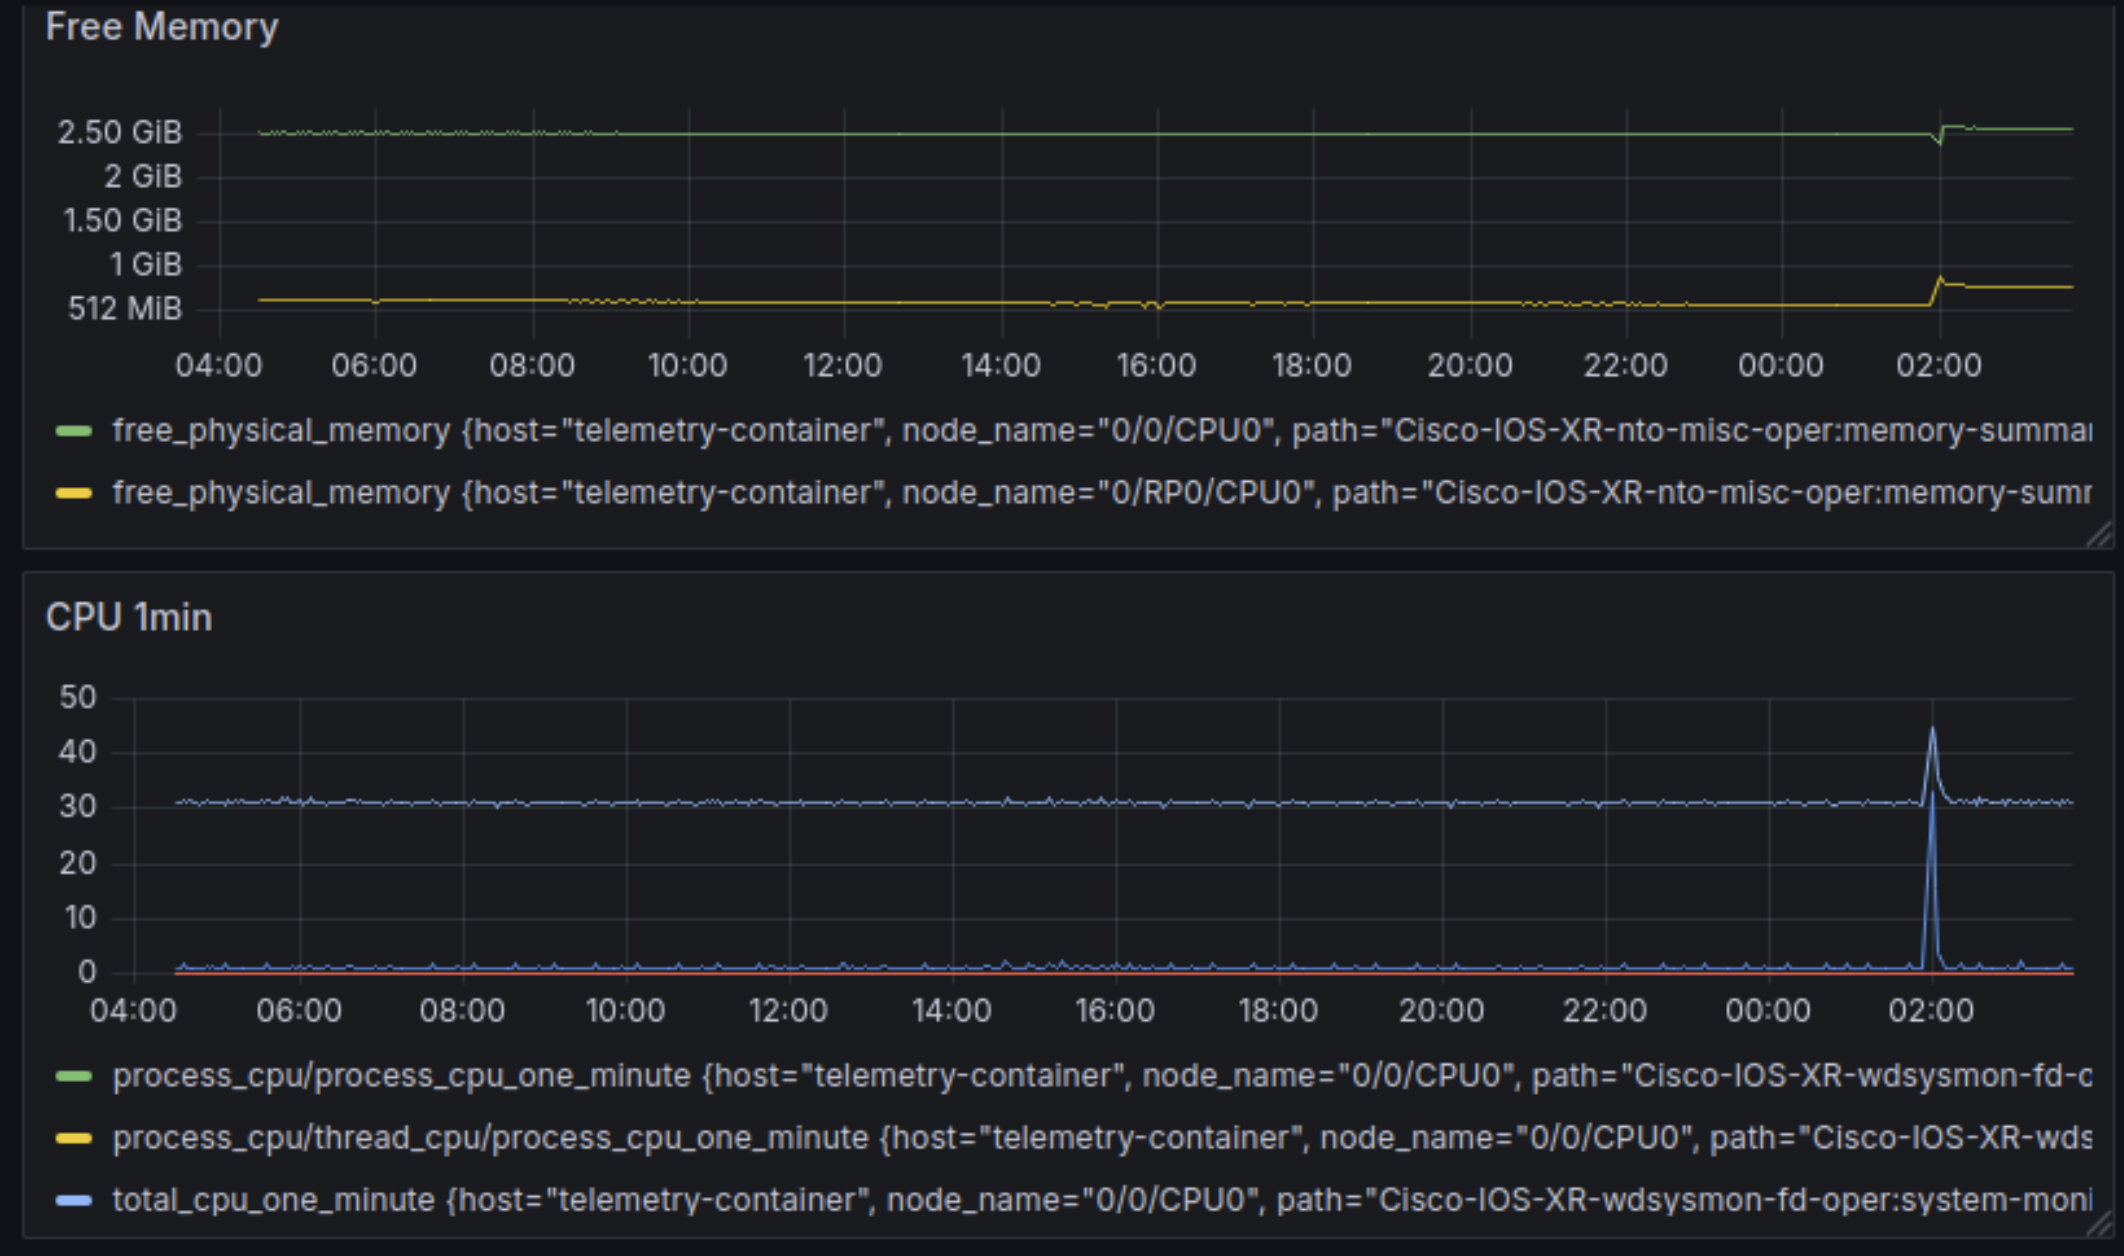 Free Memory
2.50 GiB
2 GiB
1.50 GiB
1 GiB
512 MiB
04:00 06:00 08:00 10:00 12:00 14:00 16:00 18:00 20:00 22:00 00:00 02:00
free_physical_memory {host="telemetry-container", node_name="0/0/CPU0", path="Cisco-IOS-XR-nto-misc-oper:memory-summar
free_physical_memory {host="telemetry-container", node_name="0/RP0/CPU0", path="Cisco-IOS-XR-nto-misc-oper:memory-summ
CPU 1min
50
40
30
20
10
0
04:00 06:00 08:00 10:00 12:00 14:00 16:00 18:00 20:00 22:00 00:00 02:00
process_cpu/process_cpu_one_minute {host="telemetry-container", node_name="0/0/CPU0", path="Cisco-IOS-XR-wdsysmon-fd-o
process_cpu/thread_cpu/process_cpu_one_minute {host="telemetry-container", node_name="0/0/CPU0", path="Cisco-IOS-XR-wds
total_cpu_one_minute {host="telemetry-container", node_name="0/0/CPU0", path="Cisco-IOS-XR-wdsysmon-fd-oper:system-moni